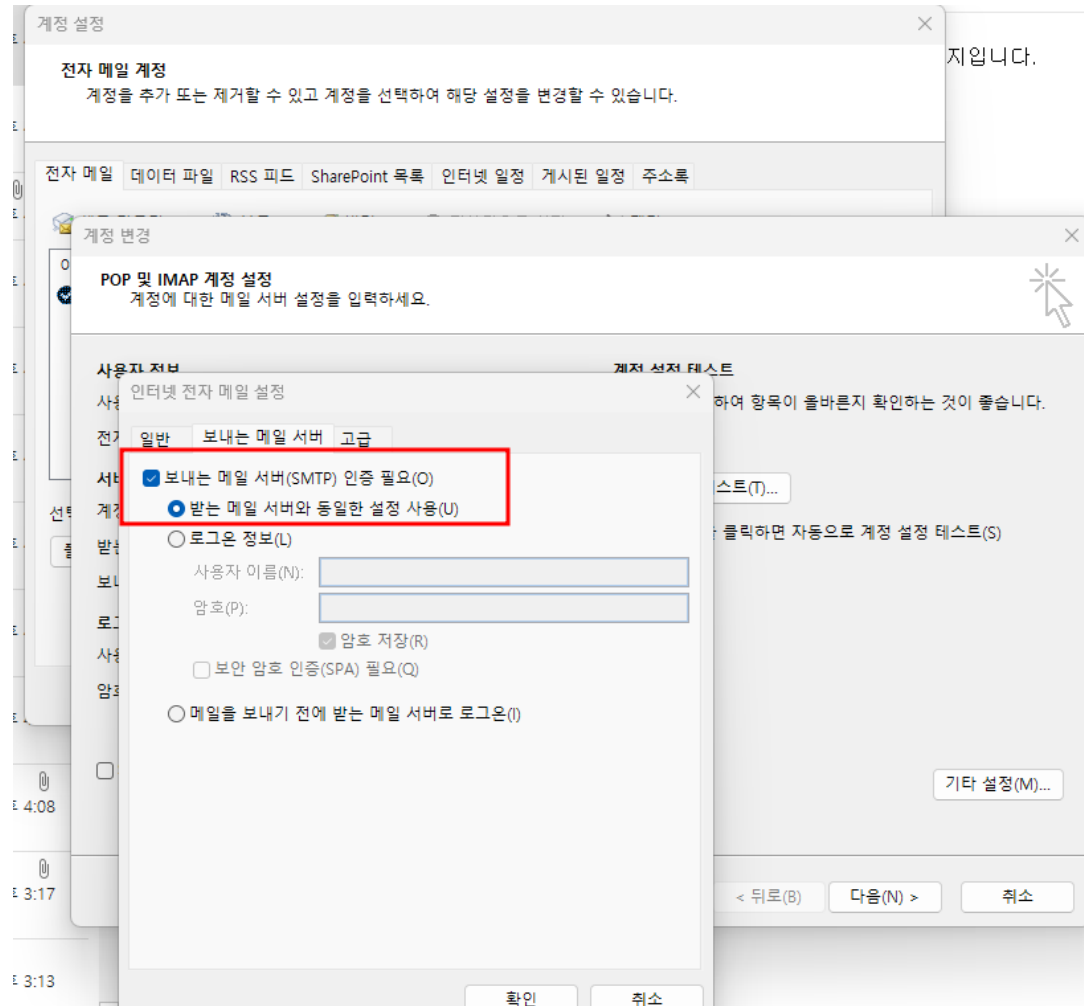 계정 설정
지입니다.
전자 메일 계정
계정을 추가 또는 제거할 수 있고 계정을 선택하여 해당 설정을 변경할 수 있습니다.
전자 메일 데이터 파일 RSS 피드 SharePoint 목록 인터넷 일정 게시된 일정 주소록
계정 변경
POP 및 IMAP 계정 설정
계정에 대한 메일 서버 설정을 입력하세요.
사용자 정보 계정 설정 테스트
인터넷 전자 메일 설정
하여 항목이 올바른지 확인하는 것이 좋습니다.
일반 보내는 메일 서버 고급
보내는 메일 서버(SMTP) 인증 필요(O)
스트(T)...
받는 메일 서버와 동일한 설정 사용(U)
클릭하면 자동으로 계정 설정 테스트(S)
로그온 정보(L)
사용자 이름(N):
암호(P):
암호 저장(R)
보안 암호 인증(SPA) 필요(Q)
메일을 보내기 전에 받는 메일 서버로 로그온(I)
기타 설정(M)...
4:08
< 뒤로(B) 다음(N) > 취소
3:17
3:13
확인 취소